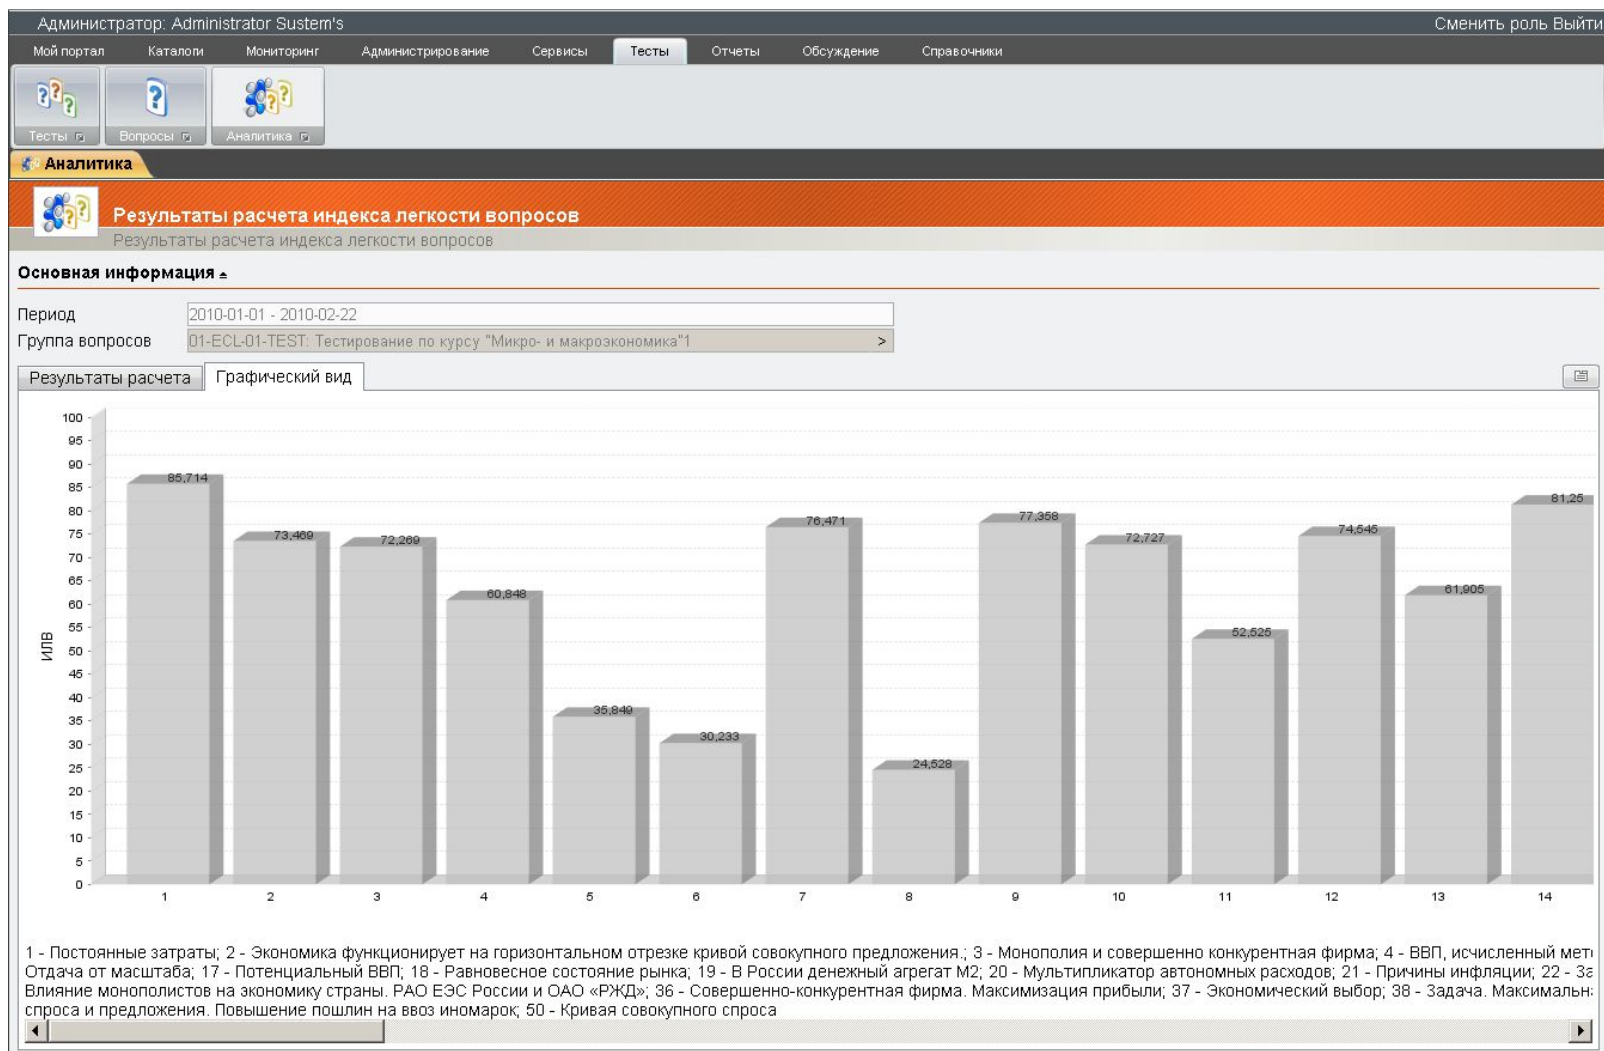 Администратор: Administrator Sustem's
Сменить роль Выйти
Мой портал Каталоги Мониторинг Администрирование Сервисы Тесты Отчеты Обсуждение Справочники
Тесты Вопросы Аналитика
Аналитика
Результаты расчета индекса легкости вопросов
Результаты расчета индекса легкости вопросов
Основная информация
Период 2010-01-01 - 2010-02-22
Группа вопросов 01-ECL-01-TEST: Тестирование по курсу "Микро- и макроэкономика"1 >
Результаты расчета Графический вид
100
95
90
85
80
75
70
65
60
55
50
45
40
35
30
25
20
15
10
5
0
ИЛВ
85,714
73,469
72,269
60,848
35,849
30,233
76,471
24,528
77,358
72,727
52,525
74,545
61,905
81,25
1 2 3 4 5 6 7 8 9 10 11 12 13 14
1 - Постоянные затраты; 2 - Экономика функционирует на горизонтальном отрезке кривой совокупного предложения.; 3 - Монополия и совершенно конкурентная фирма; 4 - ВВП, исчисленный мет
Отдача от масштаба; 17 - Потенциальный ВВП; 18 - Равновесное состояние рынка; 19 - В России денежный агрегат М2; 20 - Мультипликатор автономных расходов; 21 - Причины инфляции; 22 - За
Влияние монополистов на экономику страны. РАО ЕЭС России и ОАО «РЖД»; 36 - Совершенно-конкурентная фирма. Максимизация прибыли; 37 - Экономический выбор; 38 - Задача. Максимальн
спроса и предложения. Повышение пошлин на ввоз иномарок; 50 - Кривая совокупного спроса